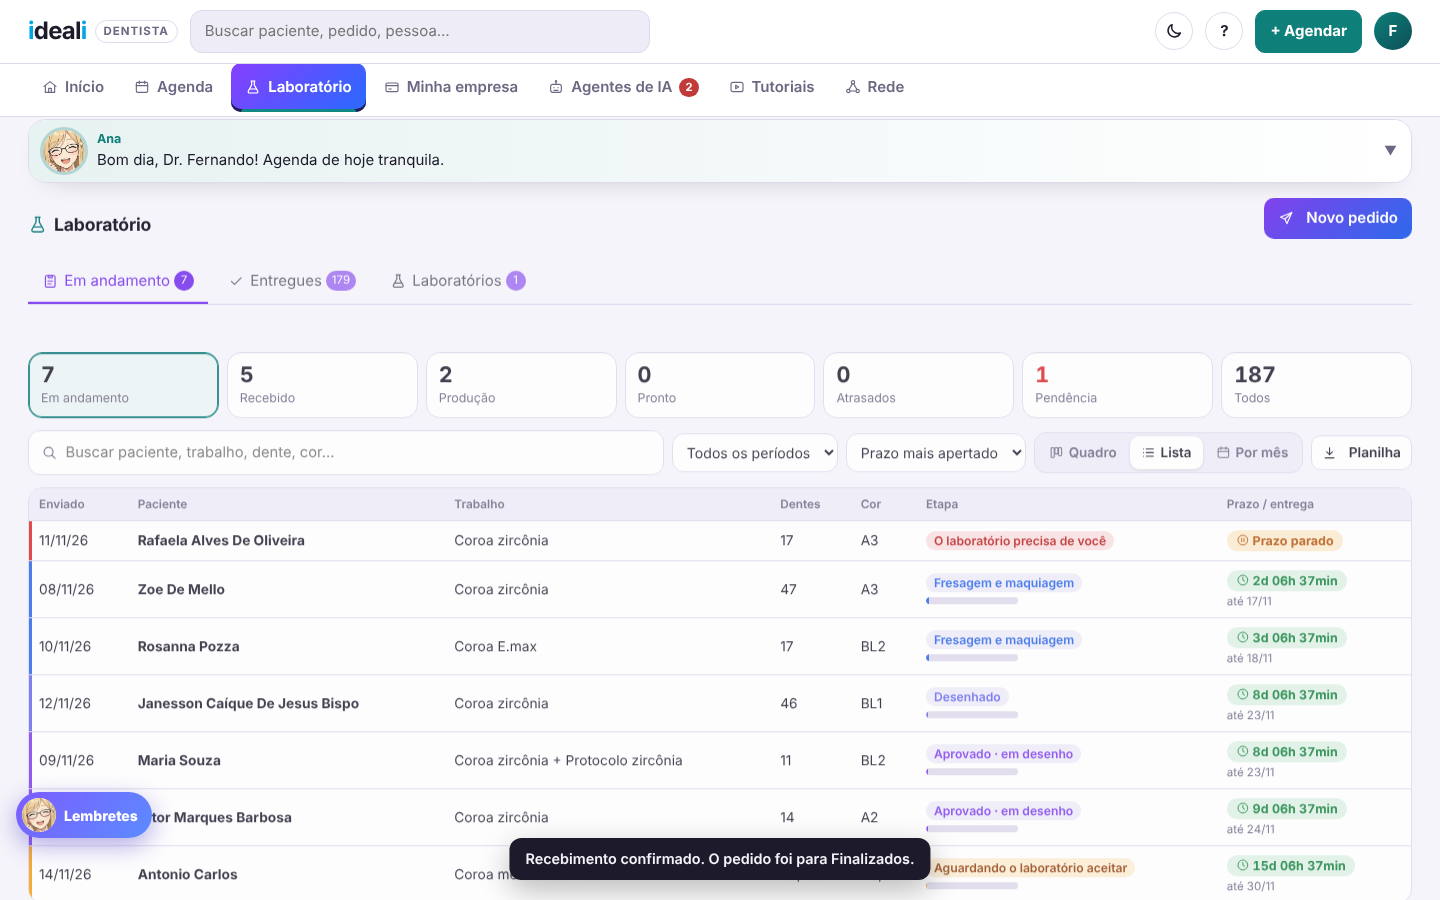 ideali DENTISTA Buscar paciente, pedido, pessoa... ? + Agendar F
Início Agenda Laboratório Minha empresa Agentes de IA 2 Tutoriais Rede
Ana
Bom dia, Dr. Fernando! Agenda de hoje tranquila.
Laboratório
Novo pedido
Em andamento 7 Entregues 179 Laboratórios 1
7 5 2 0 0 1 187
Em andamento Recebido Produção Pronto Atrasados Pendência Todos
Buscar paciente, trabalho, dente, cor... Todos os períodos Prazo mais apertado Quadro Lista Por mês Planilha
Enviado Paciente Trabalho Dentes Cor Etapa Prazo / entrega
11/11/26 Rafaela Alves De Oliveira Coroa zircônia 17 A3 O laboratório precisa de você Prazo parado
08/11/26 Zoe De Mello Coroa zircônia 47 A3 Fresagem e maquiagem 2d 06h 37min
até 17/11
10/11/26 Rosanna Pozza Coroa E.max 17 BL2 Fresagem e maquiagem 3d 06h 37min
até 18/11
12/11/26 Janesson Caíque De Jesus Bispo Coroa zircônia 46 BL1 Desenhado 8d 06h 37min
até 23/11
09/11/26 Maria Souza Coroa zircônia + Protocolo zircônia 11 BL2 Aprovado · em desenho 8d 06h 37min
até 23/11
Lembretes tor Marques Barbosa Coroa zircônia 14 A2 Aprovado · em desenho 9d 06h 37min
até 24/11
Recebimento confirmado. O pedido foi para Finalizados.
14/11/26 Antonio Carlos Coroa Aguardando o laboratório aceitar 15d 06h 37min
até 30/11